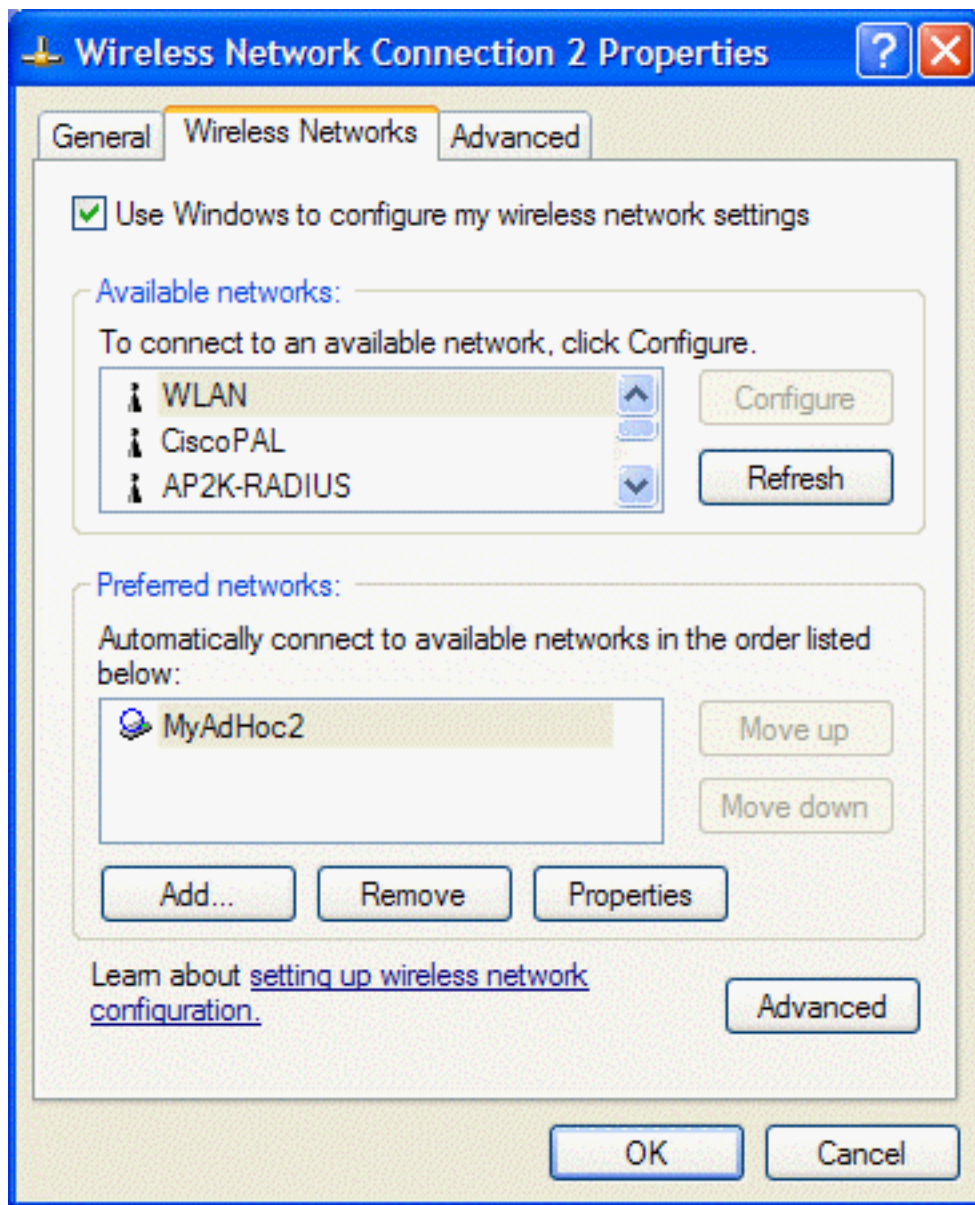 Wireless Network Connection 2 Properties
?
General
Wireless Networks
Advanced
Use Windows to configure my wireless network settings
Available networks:
To connect to an available network, click Configure.
WLAN
CiscoPAL
AP2K-RADIUS
Configure
Refresh
Preferred networks:
Automatically connect to available networks in the order listed
below:
MyAdHoc2
Move up
Move down
Add...
Remove
Properties
Learn about setting up wireless network
configuration.
Advanced
OK
Cancel